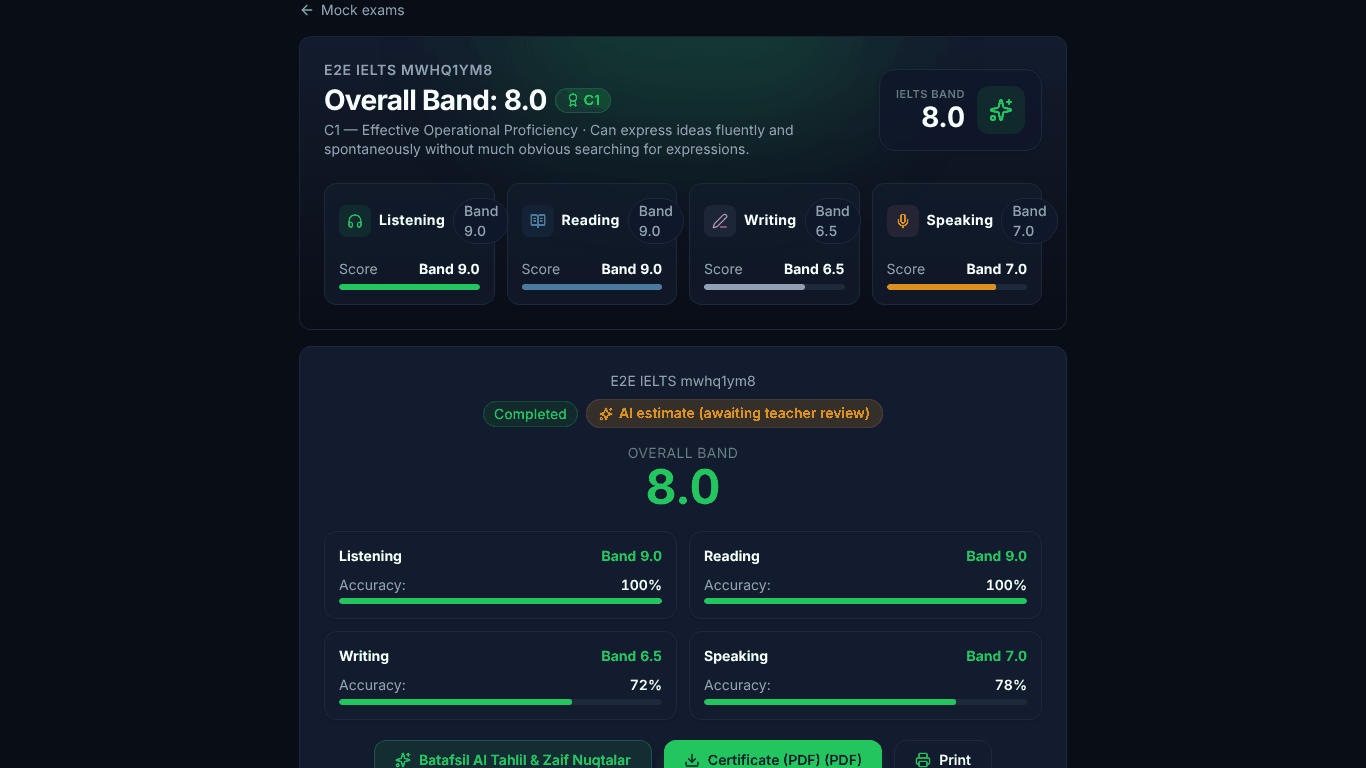 Mock exams
E2E IELTS MWHQ1YM8
Overall Band: 8.0
C1
C1 — Effective Operational Proficiency · Can express ideas fluently and
spontaneously without much obvious searching for expressions.
IELTS BAND
8.0
Listening
Band
9.0
Score
Band 9.0
Reading
Band
9.0
Score
Band 9.0
Writing
Band
6.5
Score
Band 6.5
Speaking
Band
7.0
Score
Band 7.0
E2E IELTS mwhq1ym8
Completed
AI estimate (awaiting teacher review)
OVERALL BAND
8.0
Listening
Band 9.0
Accuracy:
100%
Reading
Band 9.0
Accuracy:
100%
Writing
Band 6.5
Accuracy:
72%
Speaking
Band 7.0
Accuracy:
78%
Batafsil AI Tahlil & Zaif Nuqtalar
Certificate (PDF) (PDF)
Print